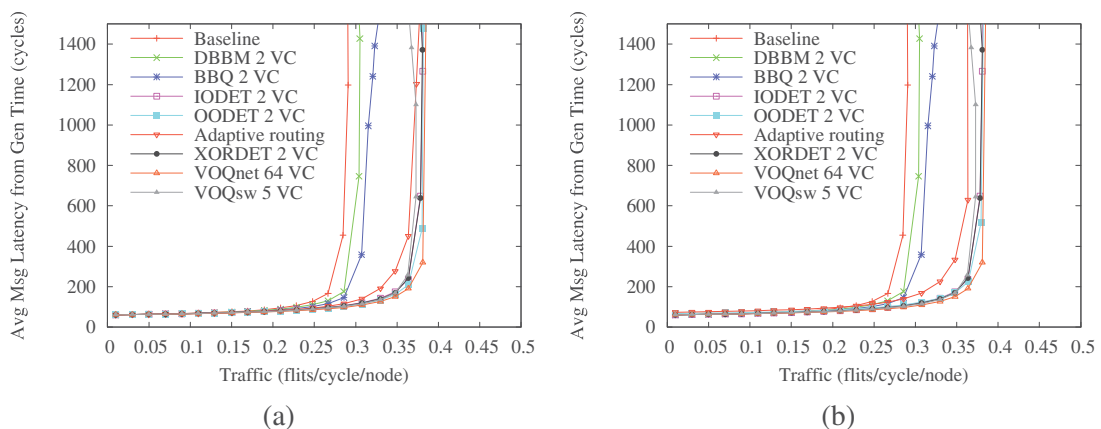 Avg Msg Latency from Gen Time (cycles)
1400
1200
1000
800
600
400
200
0
Baseline
DBBM 2 VC
BBQ 2 VC
IODET 2 VC
OODET 2 VC
Adaptive routing
XORDET 2 VC
VOQnet 64 VC
VOQsw 5 VC
0 0.05 0.1 0.15 0.2 0.25 0.3 0.35 0.4 0.45 0.5
Traffic (flits/cycle/node)
(a)
Avg Msg Latency from Gen Time (cycles)
1400
1200
1000
800
600
400
200
0
Baseline
DBBM 2 VC
BBQ 2 VC
IODET 2 VC
OODET 2 VC
Adaptive routing
XORDET 2 VC
VOQnet 64 VC
VOQsw 5 VC
0 0.05 0.1 0.15 0.2 0.25 0.3 0.35 0.4 0.45 0.5
Traffic (flits/cycle/node)
(b)